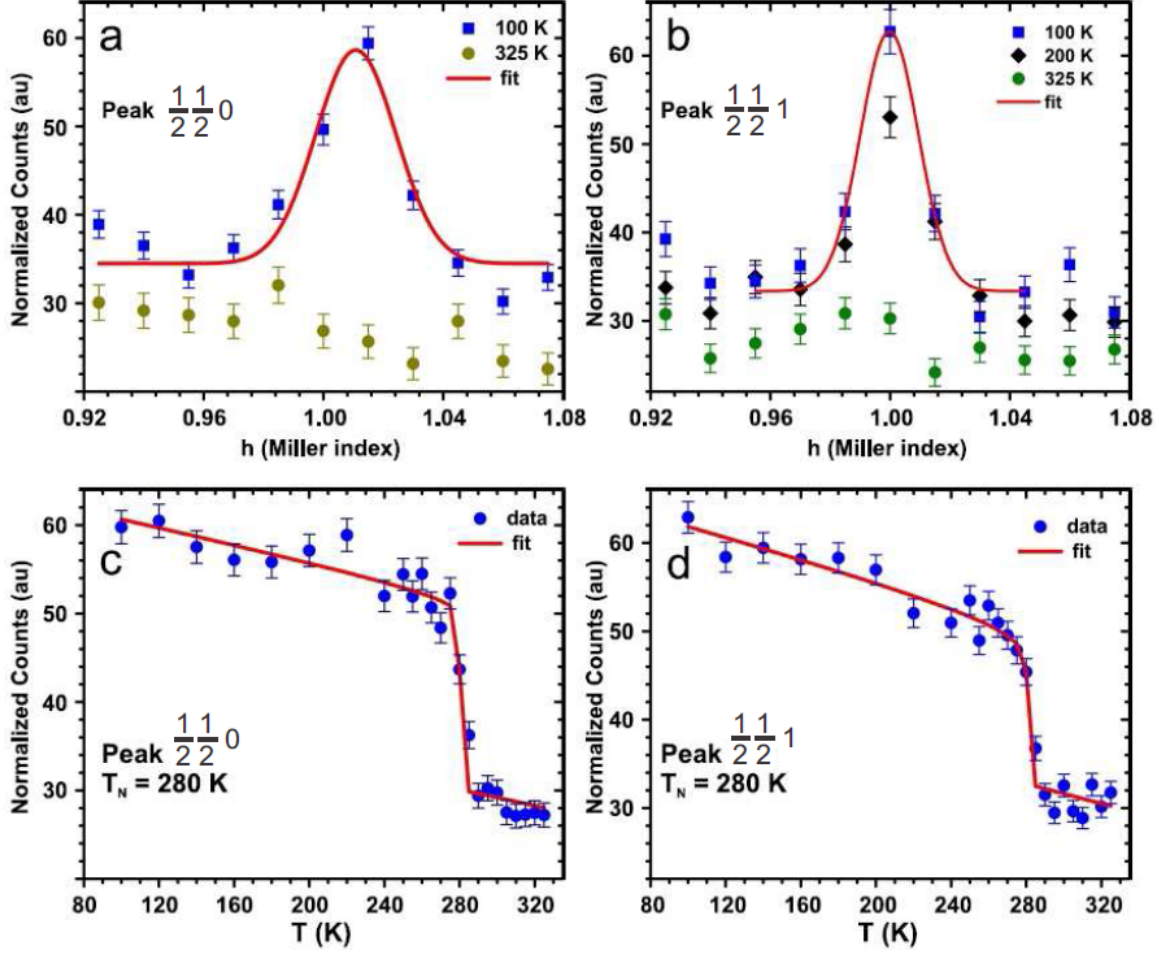 a
100 K
325 K
fit
Peak 1/2 1/2 0
Normalized Counts (au)
60
50
40
30
0.92 0.96 1.00 1.04 1.08
h (Miller index)
b
100 K
200 K
325 K
fit
Peak 1/2 1/2 1
Normalized Counts (au)
60
50
40
30
0.92 0.96 1.00 1.04 1.08
h (Miller index)
c
data
fit
Peak 1/2 1/2 0
T_N = 280 K
Normalized Counts (au)
60
50
40
30
80 120 160 200 240 280 320
T (K)
d
data
fit
Peak 1/2 1/2 1
T_N = 280 K
Normalized Counts (au)
60
50
40
30
80 120 160 200 240 280 320
T (K)